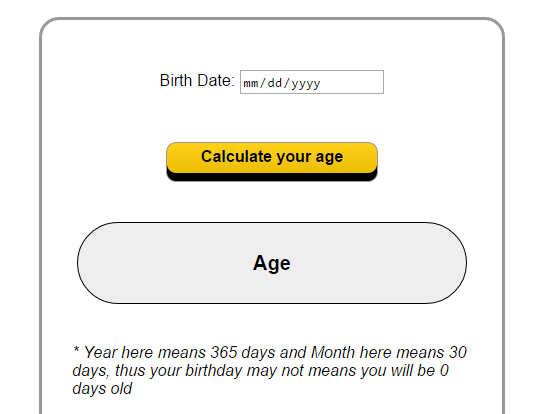 Birth Date: mm/dd/yyyy
Calculate your age
Age
* Year here means 365 days and Month here means 30
days, thus your birthday may not means you will be 0
days old